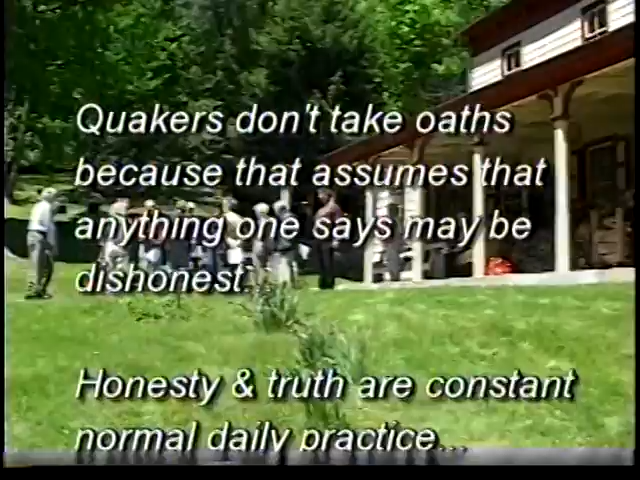 Quakers don't take oaths
because that assumes that
anything one says may be
dishonest.
Honesty & truth are constant
normal daily practice...